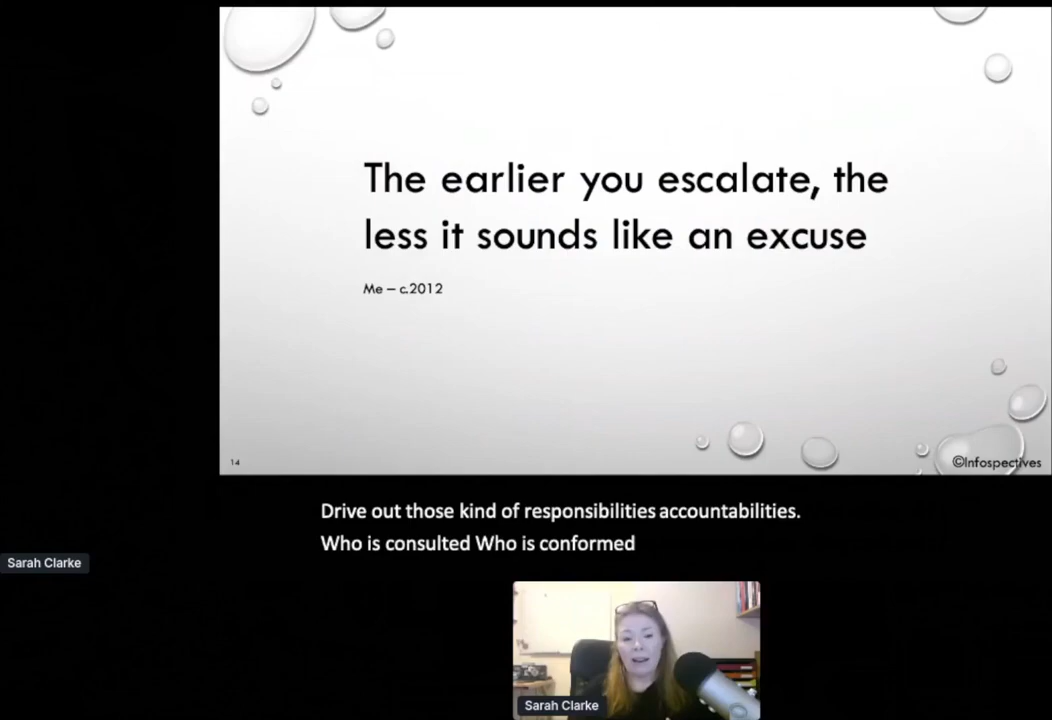 The earlier you escalate, the
less it sounds like an excuse
Me – c.2012
14
©Infospectives
Drive out those kind of responsibilities accountabilities.
Who is consulted Who is conformed
Sarah Clarke
Sarah Clarke